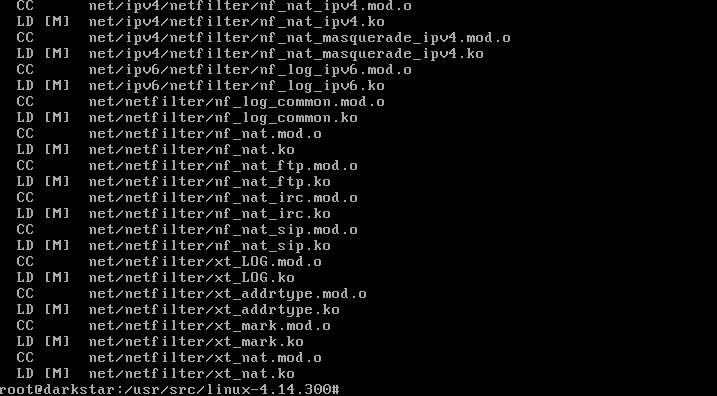 CC      net/ipv4/netfilter/nf_nat_ipv4.mod.o
LD [M]  net/ipv4/netfilter/nf_nat_ipv4.ko
CC      net/ipv4/netfilter/nf_nat_masquerade_ipv4.mod.o
LD [M]  net/ipv4/netfilter/nf_nat_masquerade_ipv4.ko
CC      net/ipv6/netfilter/nf_log_ipv6.mod.o
LD [M]  net/ipv6/netfilter/nf_log_ipv6.ko
CC      net/netfilter/nf_log_common.mod.o
LD [M]  net/netfilter/nf_log_common.ko
CC      net/netfilter/nf_nat.mod.o
LD [M]  net/netfilter/nf_nat.ko
CC      net/netfilter/nf_nat_ftp.mod.o
LD [M]  net/netfilter/nf_nat_ftp.ko
CC      net/netfilter/nf_nat_irc.mod.o
LD [M]  net/netfilter/nf_nat_irc.ko
CC      net/netfilter/nf_nat_sip.mod.o
LD [M]  net/netfilter/nf_nat_sip.ko
CC      net/netfilter/xt_LOG.mod.o
LD [M]  net/netfilter/xt_LOG.ko
CC      net/netfilter/xt_addrtype.mod.o
LD [M]  net/netfilter/xt_addrtype.ko
CC      net/netfilter/xt_mark.mod.o
LD [M]  net/netfilter/xt_mark.ko
CC      net/netfilter/xt_nat.mod.o
LD [M]  net/netfilter/xt_nat.ko
root@darkstar:/usr/src/linux-4.14.300#